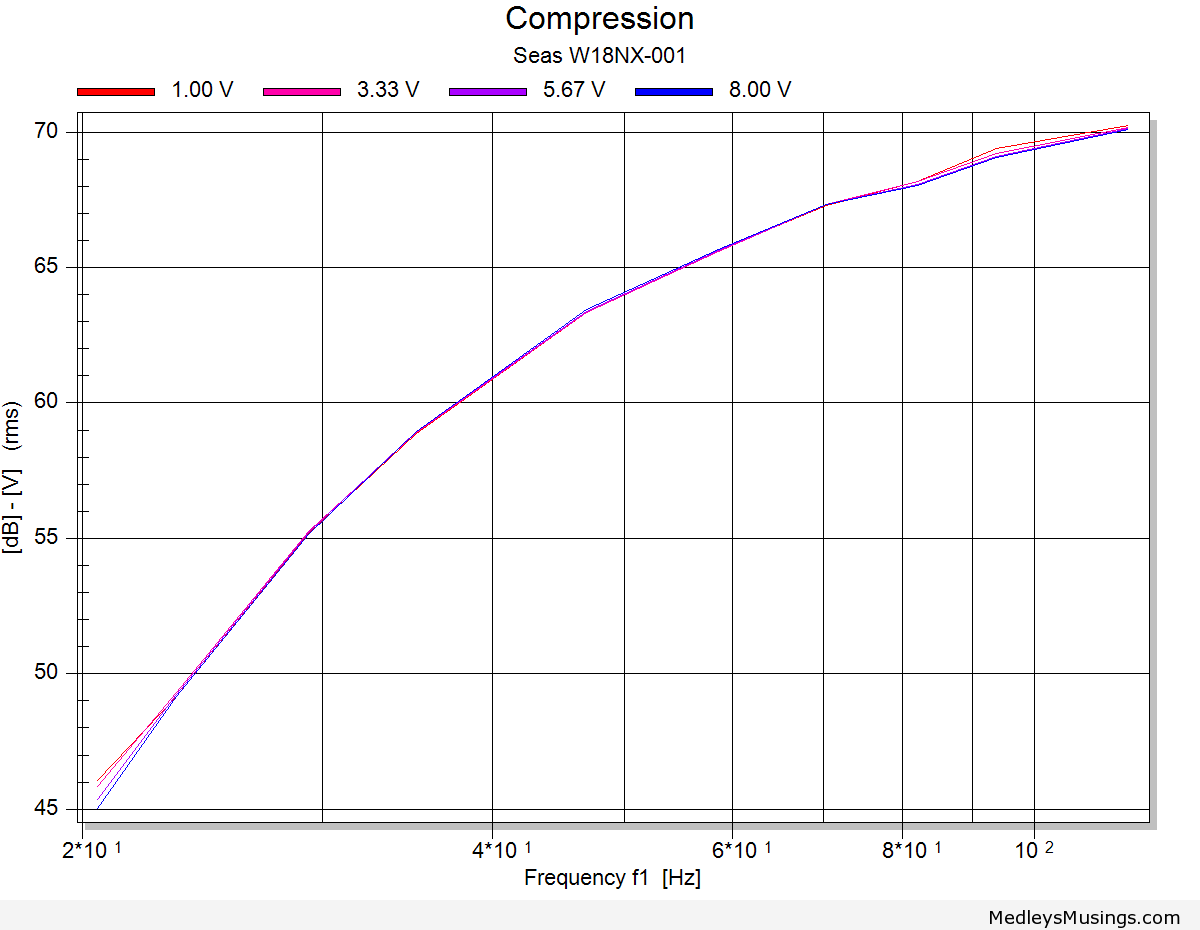 Compression
Seas W18NX-001
1.00 V 3.33 V 5.67 V 8.00 V
70
65
60
55
50
45
[dB] - [V] (rms)
2*10 1 4*10 1 6*10 1 8*10 1 10 2
Frequency f1 [Hz]
MedleysMusings.com